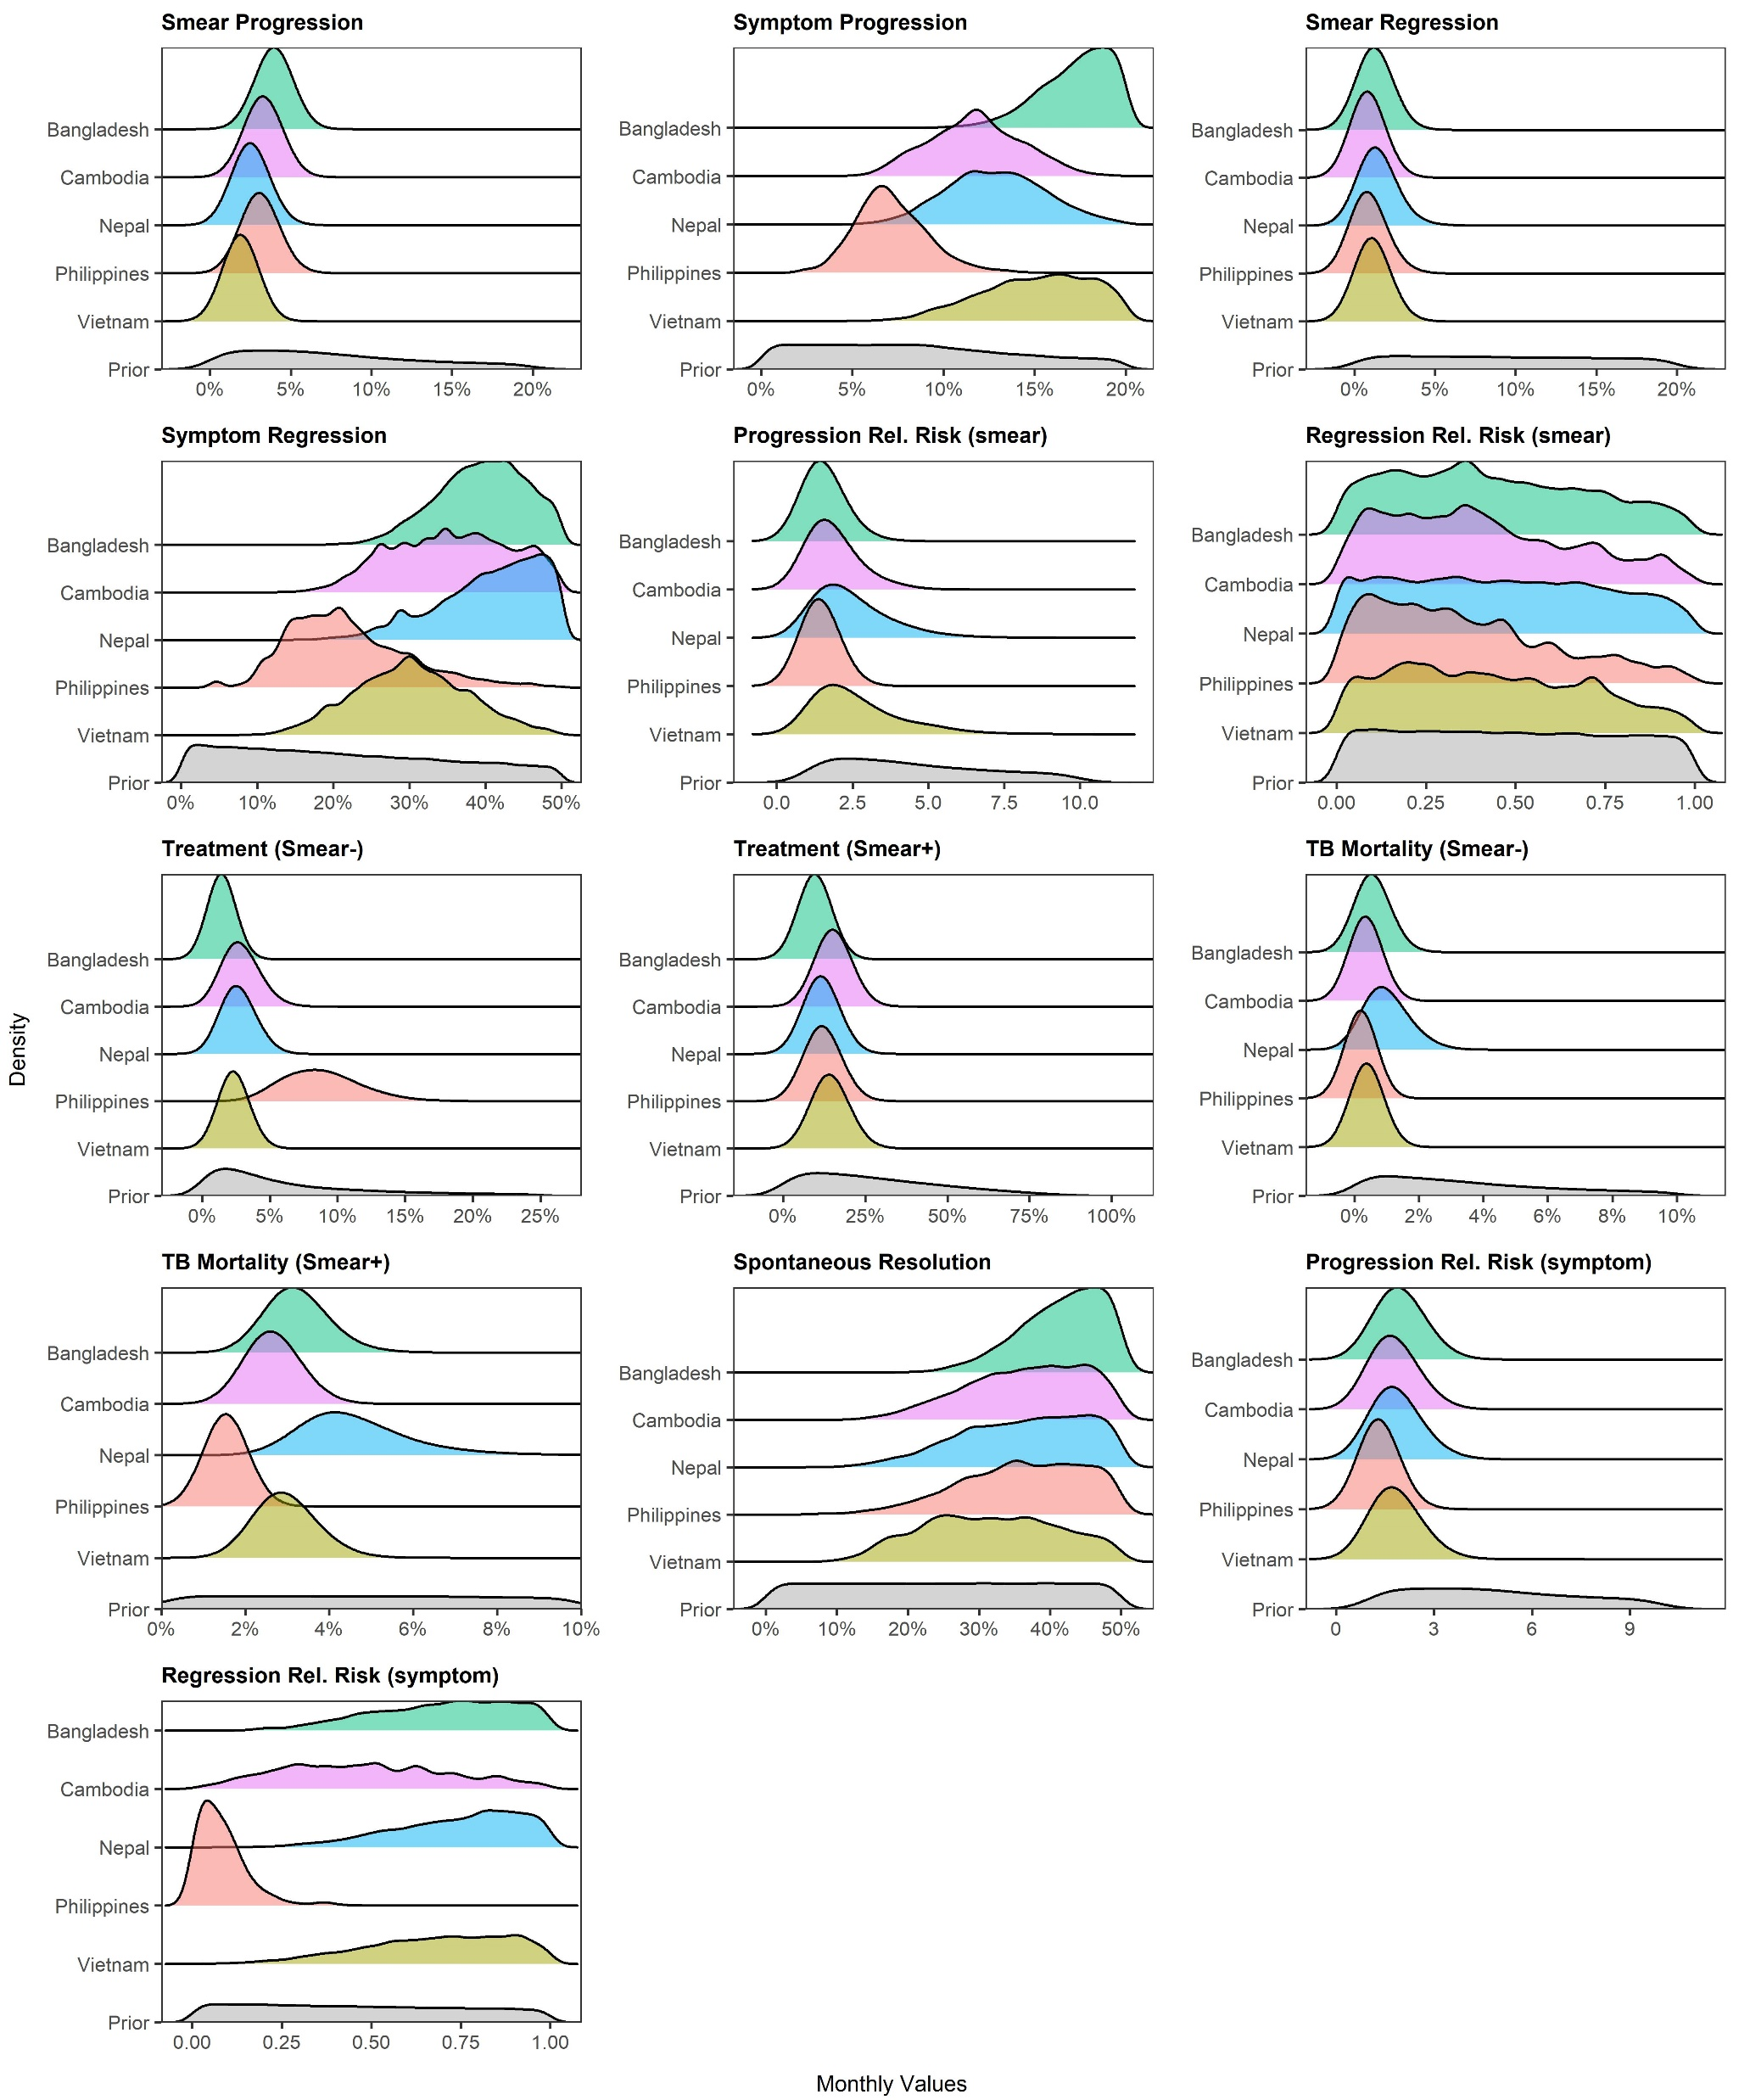 Smear Progression
Bangladesh
Cambodia
Nepal
Philippines
Vietnam
Prior
0% 5% 10% 15% 20%
Symptom Progression
Bangladesh
Cambodia
Nepal
Philippines
Vietnam
Prior
0% 5% 10% 15% 20%
Smear Regression
Bangladesh
Cambodia
Nepal
Philippines
Vietnam
Prior
0% 5% 10% 15% 20%
Symptom Regression
Bangladesh
Cambodia
Nepal
Philippines
Vietnam
Prior
0% 10% 20% 30% 40% 50%
Progression Rel. Risk (smear)
Bangladesh
Cambodia
Nepal
Philippines
Vietnam
Prior
0.0 2.5 5.0 7.5 10.0
Regression Rel. Risk (smear)
Bangladesh
Cambodia
Nepal
Philippines
Vietnam
Prior
0.00 0.25 0.50 0.75 1.00
Treatment (Smear-)
Bangladesh
Cambodia
Nepal
Philippines
Vietnam
Prior
0% 5% 10% 15% 20% 25%
Treatment (Smear+)
Bangladesh
Cambodia
Nepal
Philippines
Vietnam
Prior
0% 25% 50% 75% 100%
TB Mortality (Smear-)
Bangladesh
Cambodia
Nepal
Philippines
Vietnam
Prior
0% 2% 4% 6% 8% 10%
Density
TB Mortality (Smear+)
Bangladesh
Cambodia
Nepal
Philippines
Vietnam
Prior
0% 2% 4% 6% 8% 10%
Spontaneous Resolution
Bangladesh
Cambodia
Nepal
Philippines
Vietnam
Prior
0% 10% 20% 30% 40% 50%
Progression Rel. Risk (symptom)
Bangladesh
Cambodia
Nepal
Philippines
Vietnam
Prior
0 3 6 9
Regression Rel. Risk (symptom)
Bangladesh
Cambodia
Nepal
Philippines
Vietnam
Prior
0.00 0.25 0.50 0.75 1.00
Monthly Values